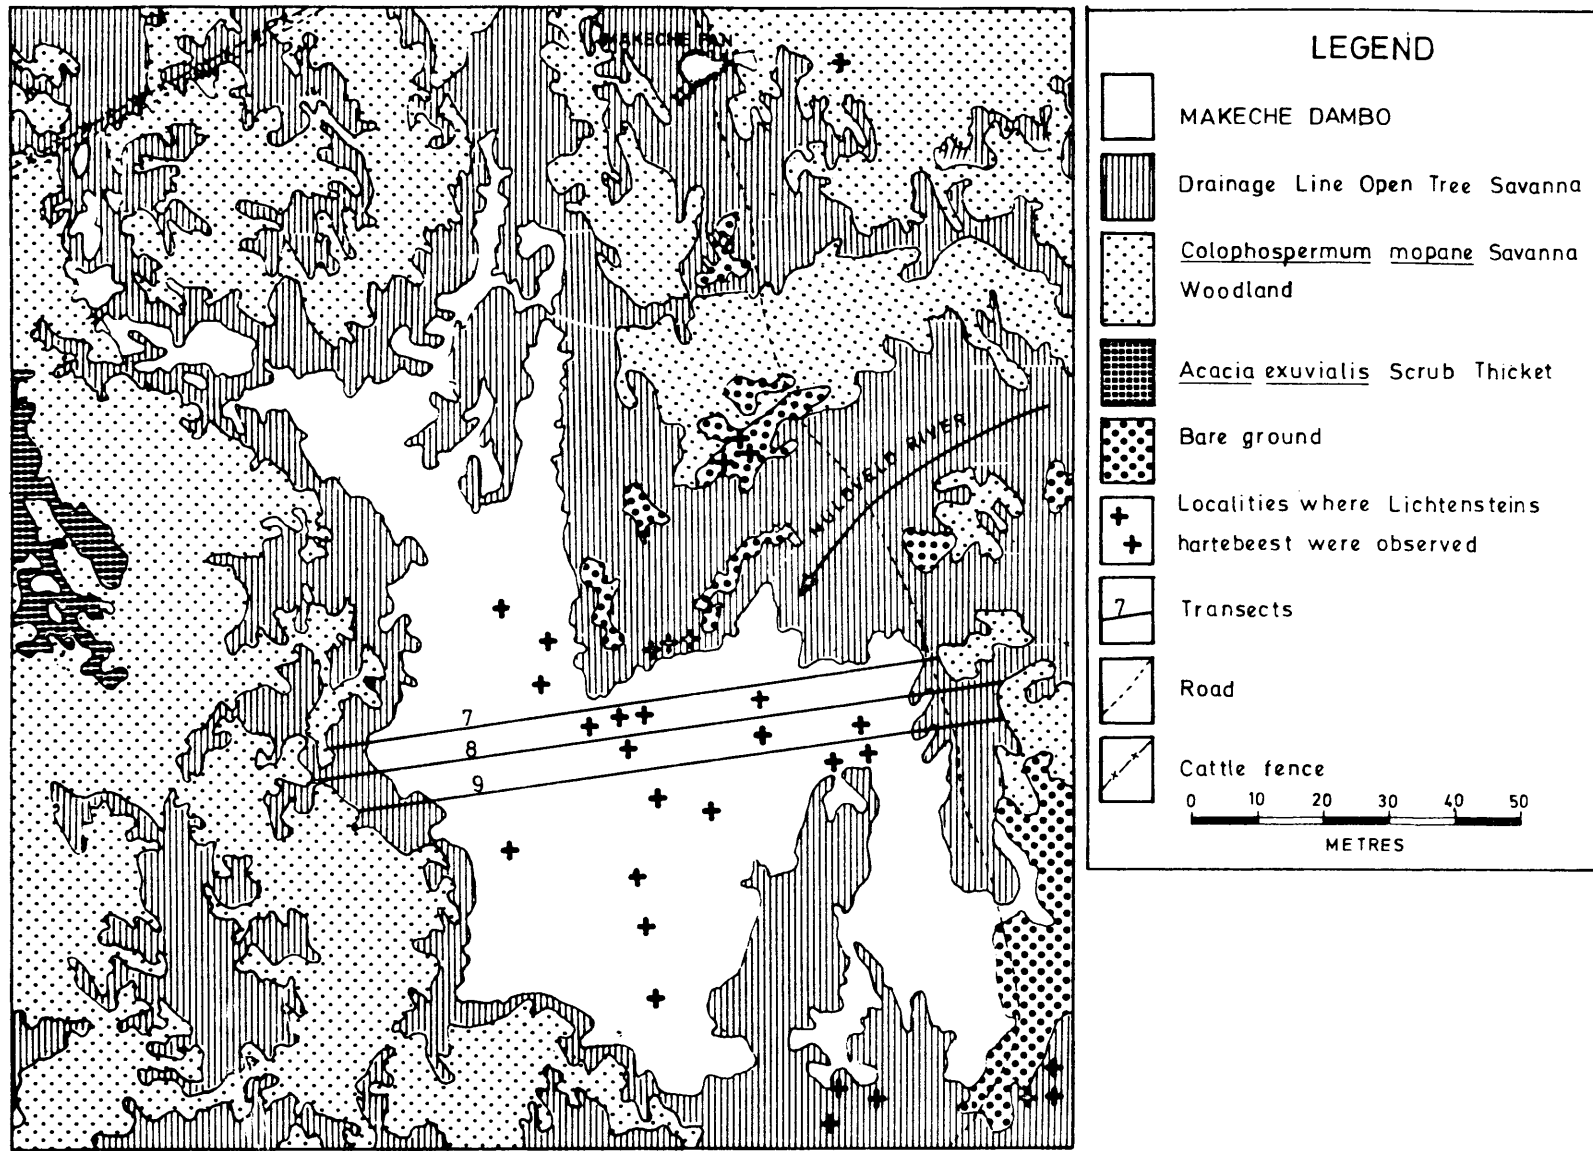 MAKECHE PAN
NULDVELD RIVER
7
8
9
LEGEND
MAKECHE DAMBO
Drainage Line Open Tree Savanna
Colophospermum mopane Savanna
Woodland
Acacia exuvialis Scrub Thicket
Bare ground
Localities where Lichtensteins
hartebeest were observed
7 Transects
Road
Cattle fence
0 10 20 30 40 50
METRES